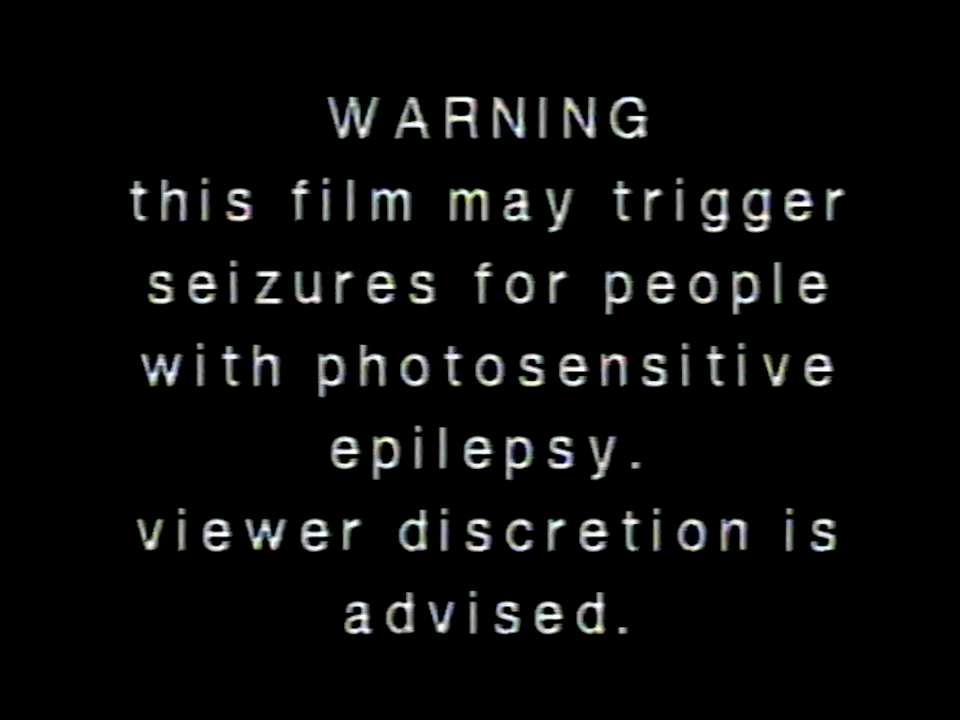 WARNING
this film may trigger
seizures for people
with photosensitive
epilepsy.
viewer discretion is
advised.